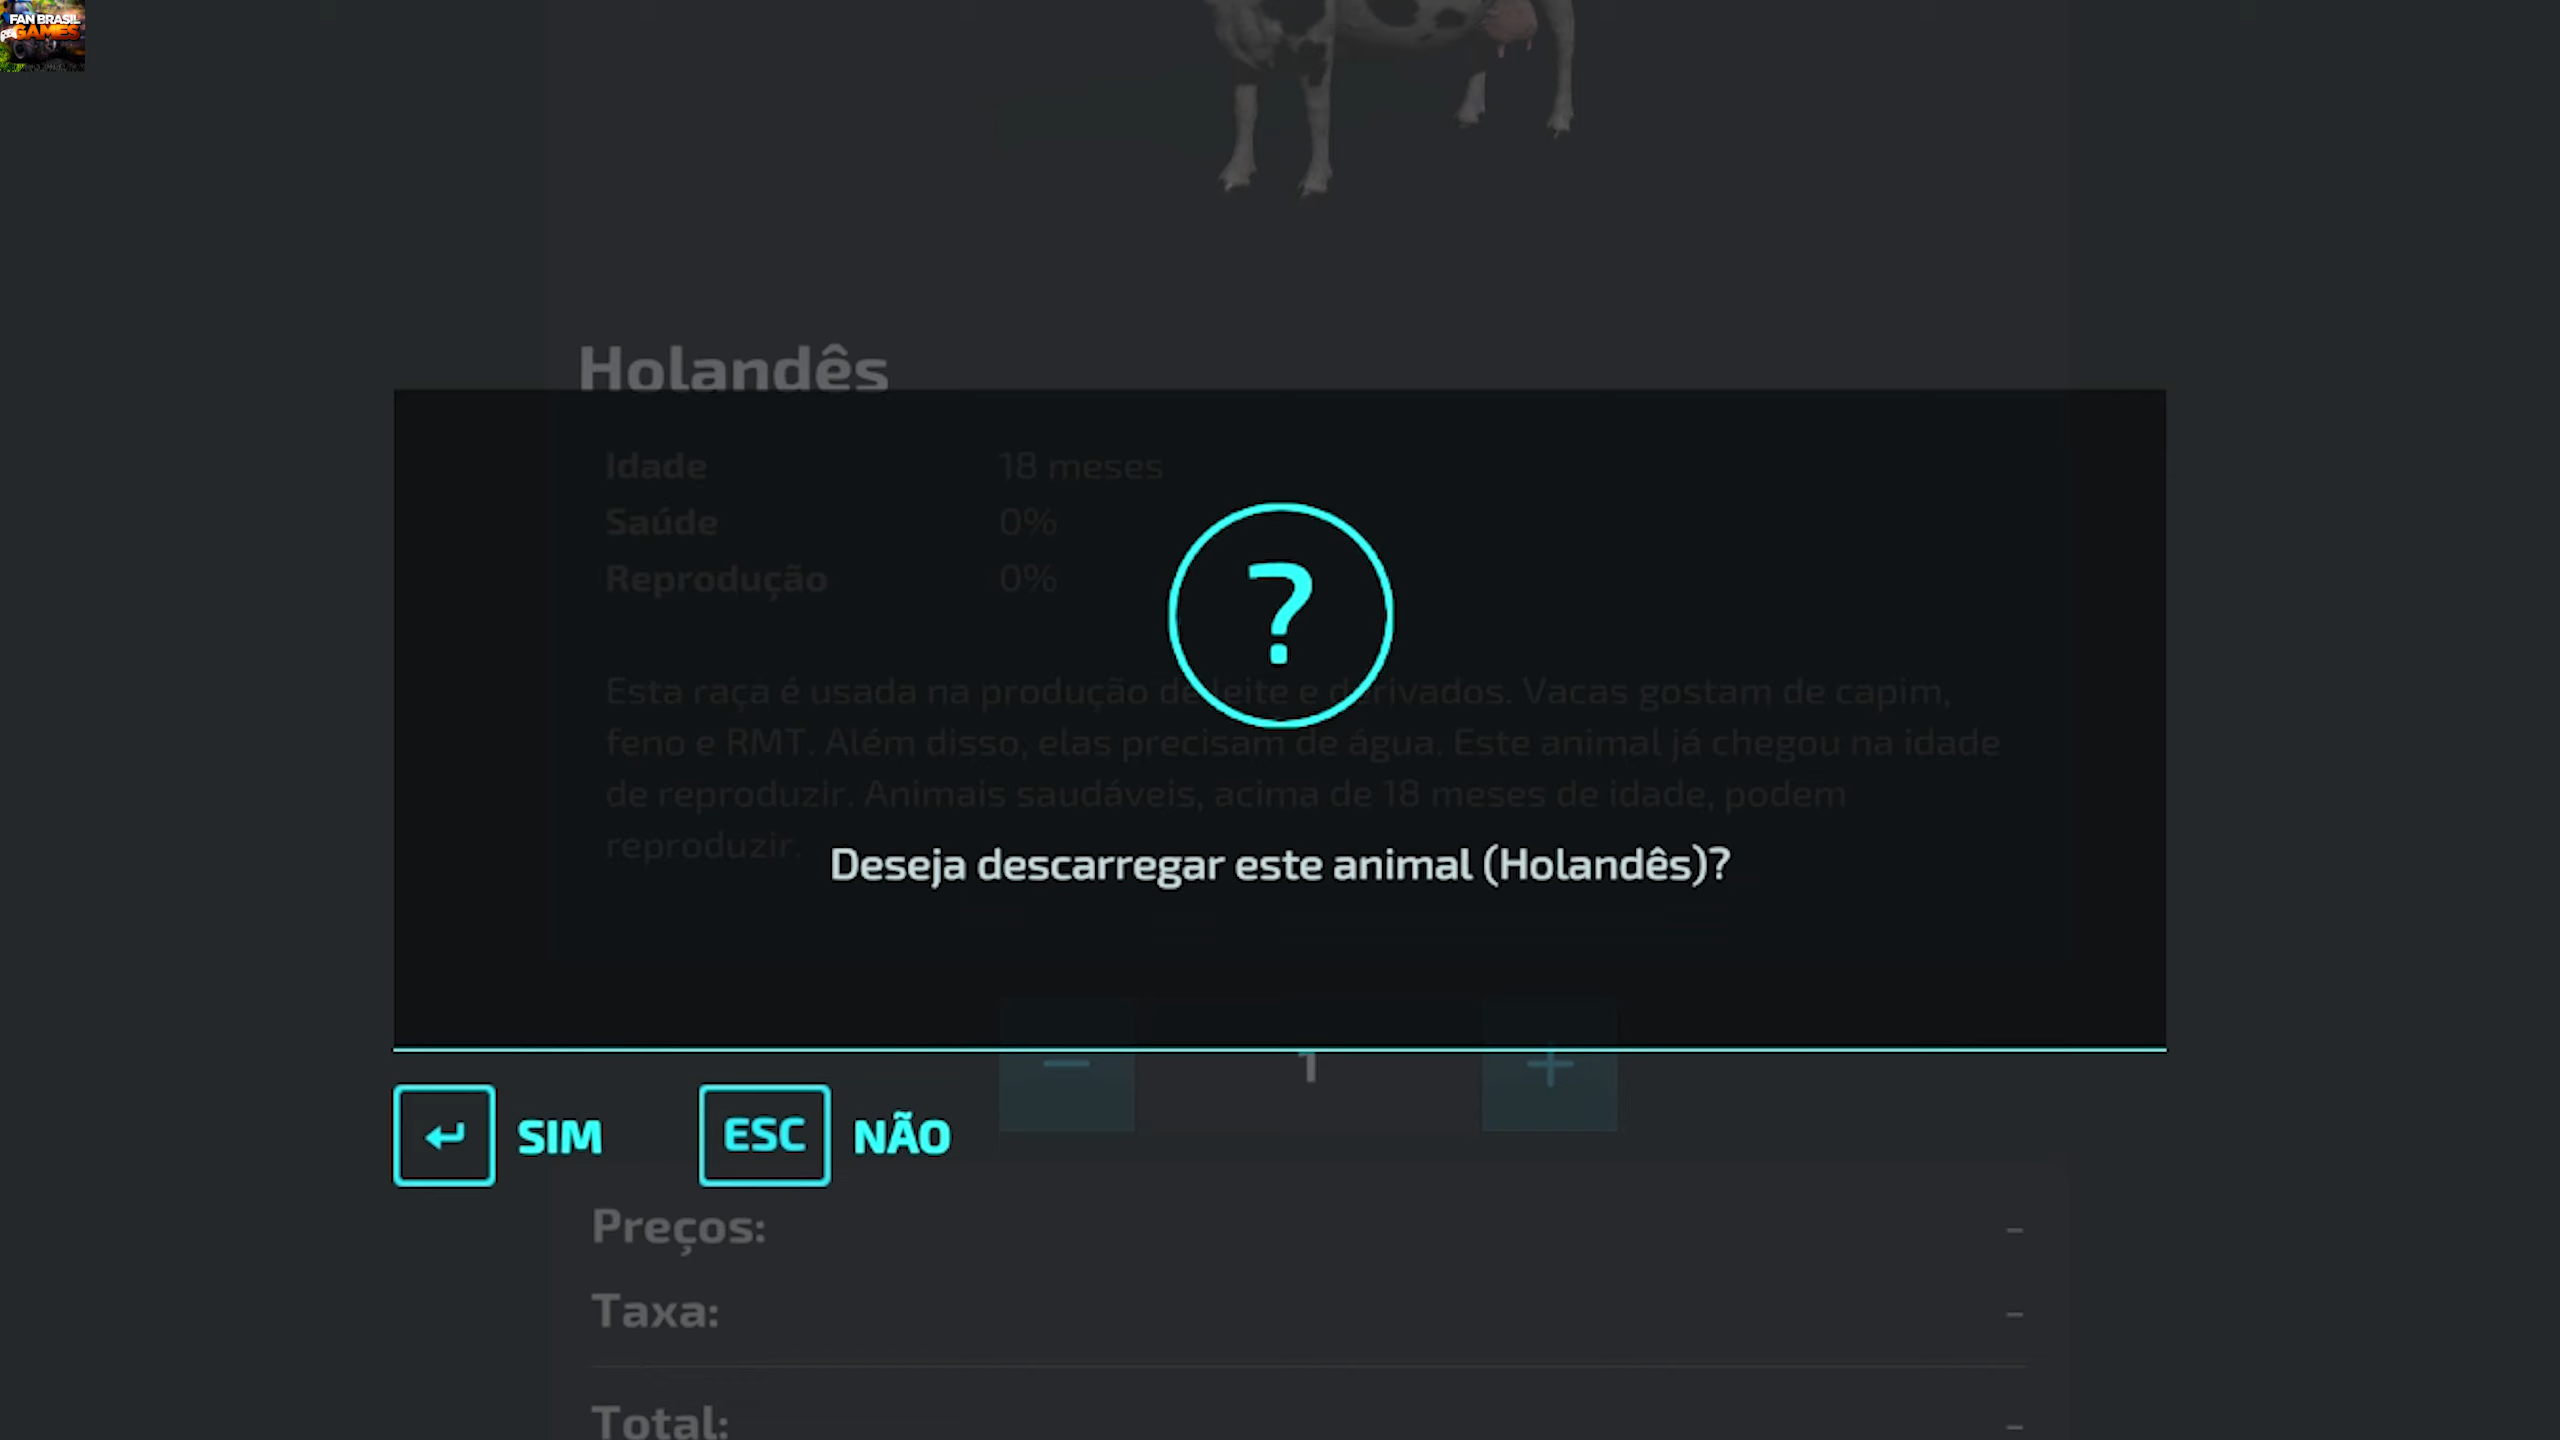 FAN BRASIL
GAMES
Holandês
Idade 18 meses
Saúde 0%
Reprodução 0%
?
Esta raça é usada na produção de leite e derivados. Vacas gostam de capim,
feno e RMT. Além disso, elas precisam de água. Este animal já chegou na idade
de reproduzir. Animais saudáveis, acima de 18 meses de idade, podem
reproduzir.
Deseja descarregar este animal (Holandês)?
− 1 +
↵ SIM ESC NÃO
Preços: -
Taxa: -
Total: -